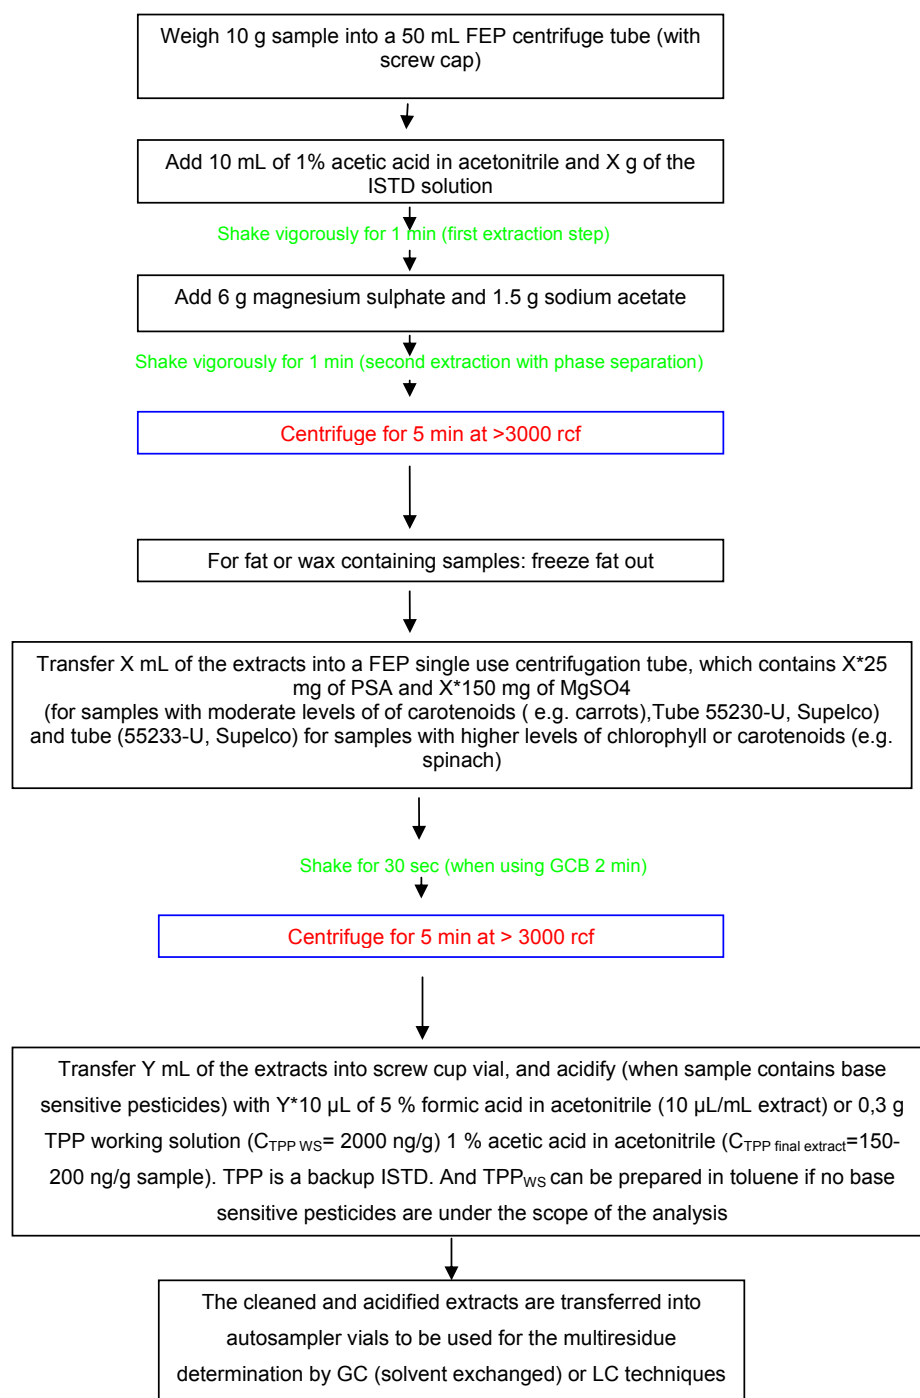 Weigh 10 g sample into a 50 mL FEP centrifuge tube (with
screw cap)
Add 10 mL of 1% acetic acid in acetonitrile and X g of the
ISTD solution
Shake vigorously for 1 min (first extraction step)
Add 6 g magnesium sulphate and 1.5 g sodium acetate
Shake vigorously for 1 min (second extraction with phase separation)
Centrifuge for 5 min at >3000 rcf
For fat or wax containing samples: freeze fat out
Transfer X mL of the extracts into a FEP single use centrifugation tube, which contains X*25
mg of PSA and X*150 mg of MgSO4
(for samples with moderate levels of of carotenoids ( e.g. carrots),Tube 55230-U, Supelco)
and tube (55233-U, Supelco) for samples with higher levels of chlorophyll or carotenoids (e.g.
spinach)
Shake for 30 sec (when using GCB 2 min)
Centrifuge for 5 min at > 3000 rcf
Transfer Y mL of the extracts into screw cup vial, and acidify (when sample contains base
sensitive pesticides) with Y*10 µL of 5 % formic acid in acetonitrile (10 µL/mL extract) or 0,3 g
TPP working solution (CTPP WS= 2000 ng/g) 1 % acetic acid in acetonitrile (CTPP final extract=150-
200 ng/g sample). TPP is a backup ISTD. And TPPWS can be prepared in toluene if no base
sensitive pesticides are under the scope of the analysis
The cleaned and acidified extracts are transferred into
autosampler vials to be used for the multiresidue
determination by GC (solvent exchanged) or LC techniques